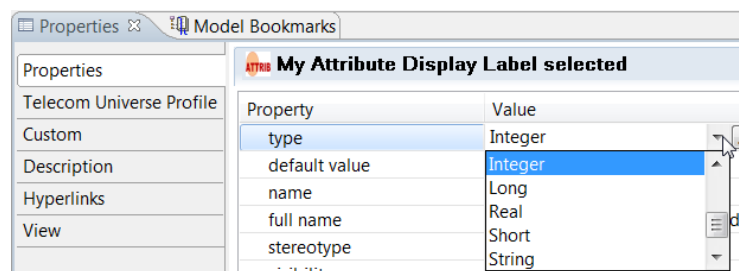 Properties Model Bookmarks
Properties
Telecom Universe Profile
Custom
Description
Hyperlinks
View
ATTRIB My Attribute Display Label selected
Property Value
type Integer
default value Integer
name Long
full name Real
Short
stereotype String